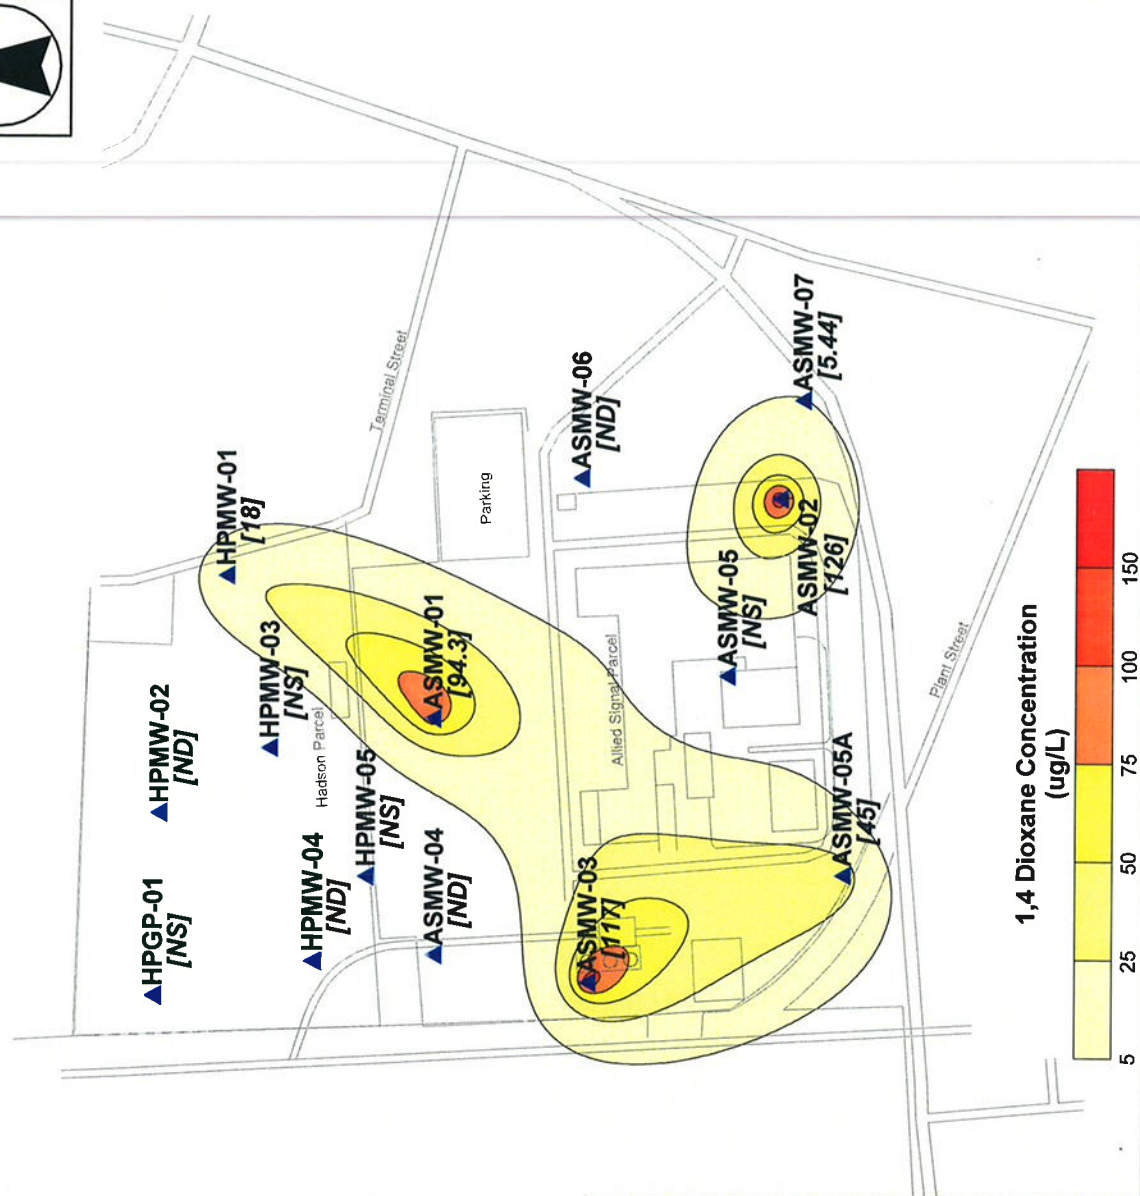 HPGP-01
[NS]
HPMW-02
[ND]
HPMW-01
[18]
HPMW-03
[NS]
HPMW-04
[ND]
Hadson Parcel
HPMW-05
[NS]
Terminal Street
ASMW-01
[94.3]
ASMW-04
[ND]
Parking
ASMW-06
[ND]
ASMW-03
[117]
Allied Signal Parcel
ASMW-05
[NS]
ASMW-07
[5.44]
ASMW-02
[126]
ASMW-05A
[45]
Plant Street
1,4 Dioxane Concentration
(ug/L)
5 25 50 75 100 150